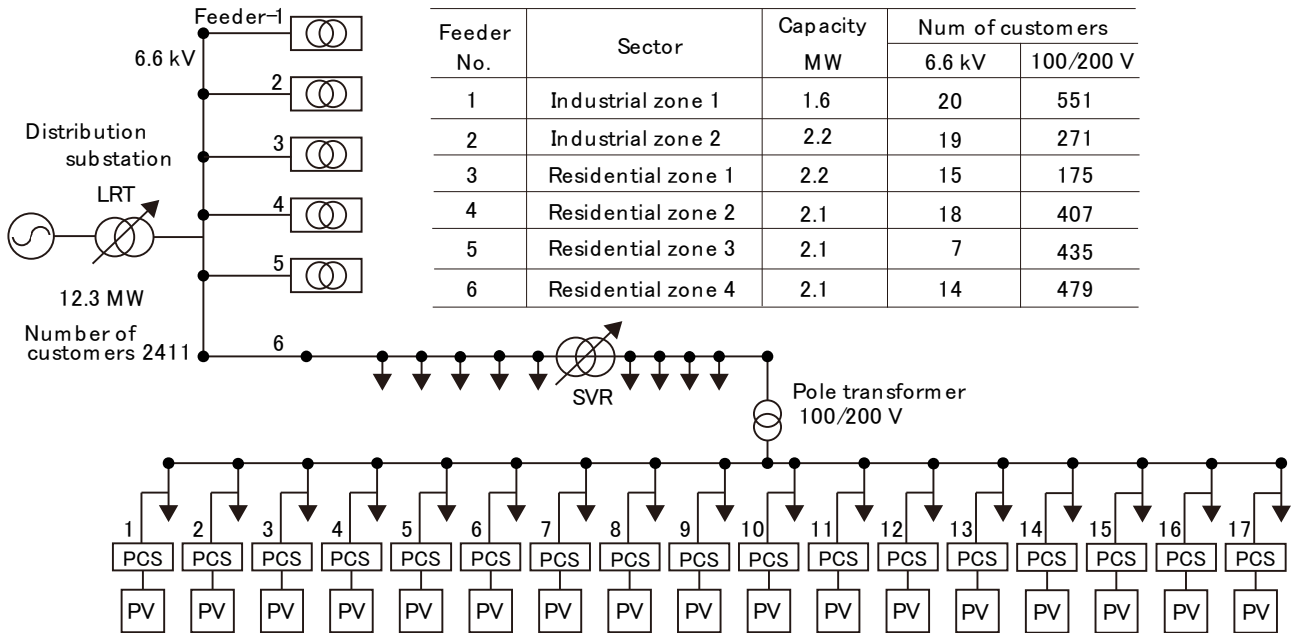 Feeder-1
6.6 kV
2
3
4
5
6
Distribution
substation
LRT
12.3 MW
Number of
customers 2411
Feeder No. Sector Capacity MW Num of customers
6.6 kV 100/200 V
1 Industrial zone 1 1.6 20 551
2 Industrial zone 2 2.2 19 271
3 Residential zone 1 2.2 15 175
4 Residential zone 2 2.1 18 407
5 Residential zone 3 2.1 7 435
6 Residential zone 4 2.1 14 479
SVR
Pole transformer
100/200 V
1 2 3 4 5 6 7 8 9 10 11 12 13 14 15 16 17
PCS PCS PCS PCS PCS PCS PCS PCS PCS PCS PCS PCS PCS PCS PCS PCS PCS
PV PV PV PV PV PV PV PV PV PV PV PV PV PV PV PV PV